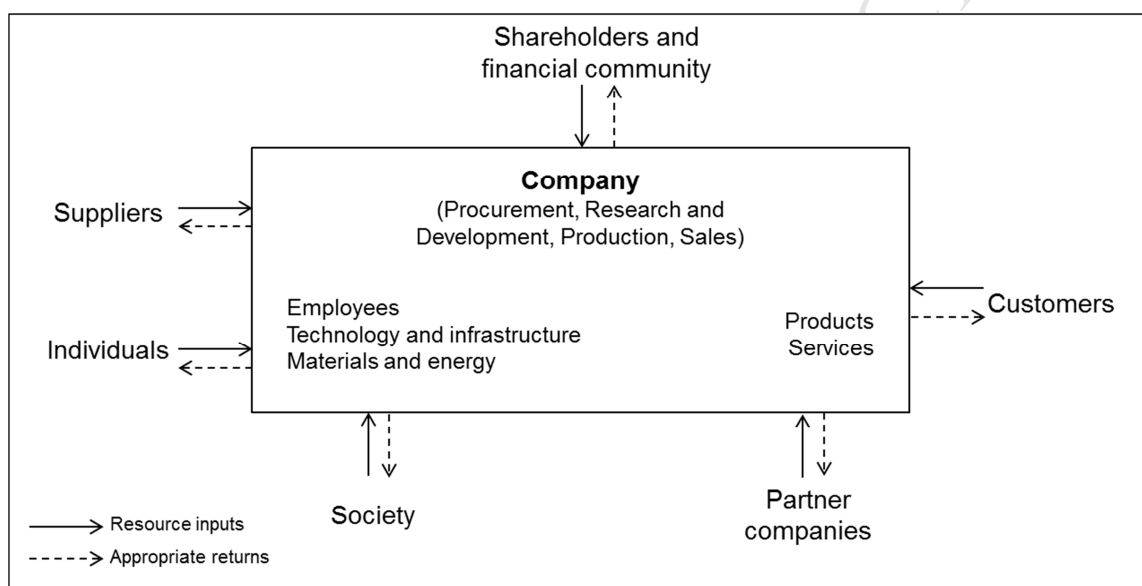 Shareholders and
financial community
Company
(Procurement, Research and
Development, Production, Sales)
Suppliers
Employees
Technology and infrastructure
Materials and energy
Individuals
Products
Services
Customers
Society
Partner
companies
Resource inputs
Appropriate returns